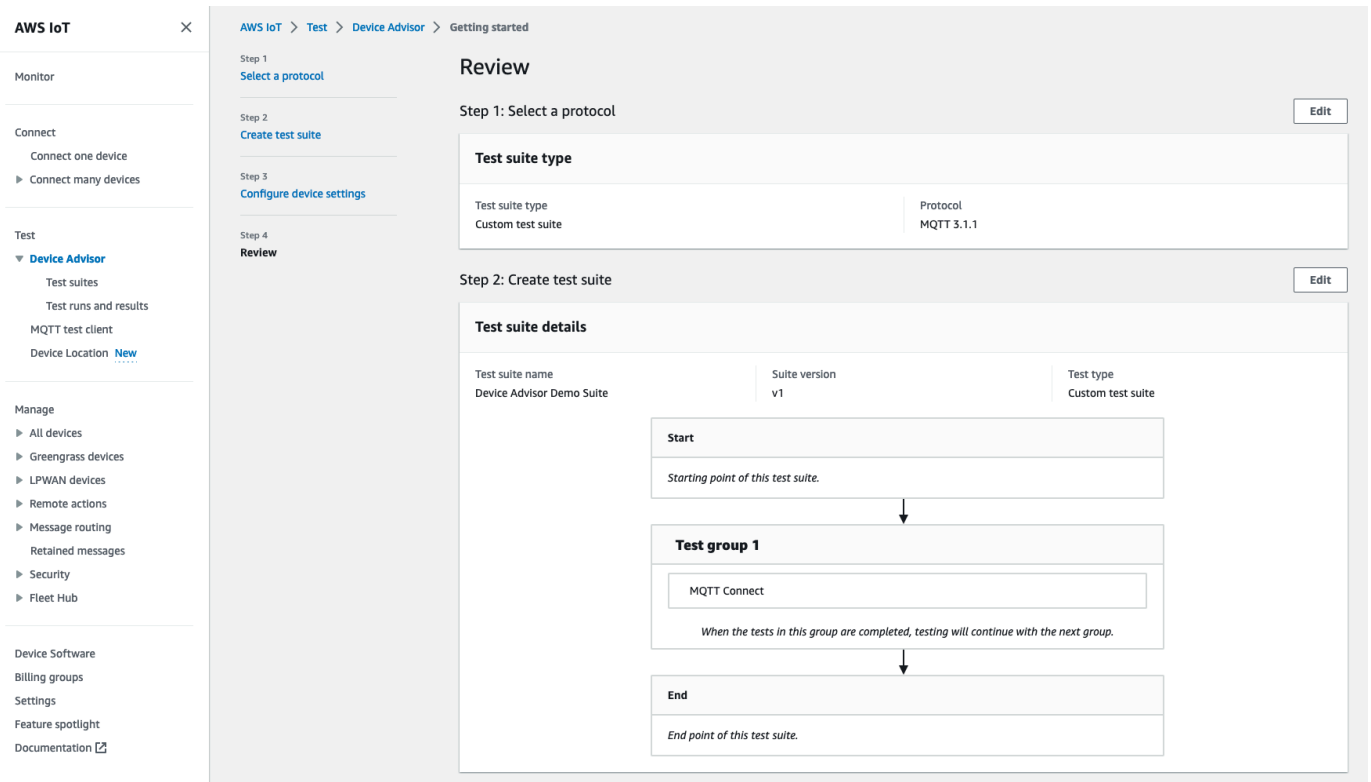 AWS IoT
Monitor
Connect
Connect one device
Connect many devices
Test
Device Advisor
Test suites
Test runs and results
MQTT test client
Device Location New
Manage
All devices
Greengrass devices
LPWAN devices
Remote actions
Message routing
Retained messages
Security
Fleet Hub
Device Software
Billing groups
Settings
Feature spotlight
Documentation
AWS IoT > Test > Device Advisor > Getting started
Step 1
Select a protocol
Step 2
Create test suite
Step 3
Configure device settings
Step 4
Review
Review
Step 1: Select a protocol
Edit
Test suite type
Test suite type
Custom test suite
Protocol
MQTT 3.1.1
Step 2: Create test suite
Edit
Test suite details
Test suite name
Device Advisor Demo Suite
Suite version
v1
Test type
Custom test suite
Start
Starting point of this test suite.
Test group 1
MQTT Connect
When the tests in this group are completed, testing will continue with the next group.
End
End point of this test suite.